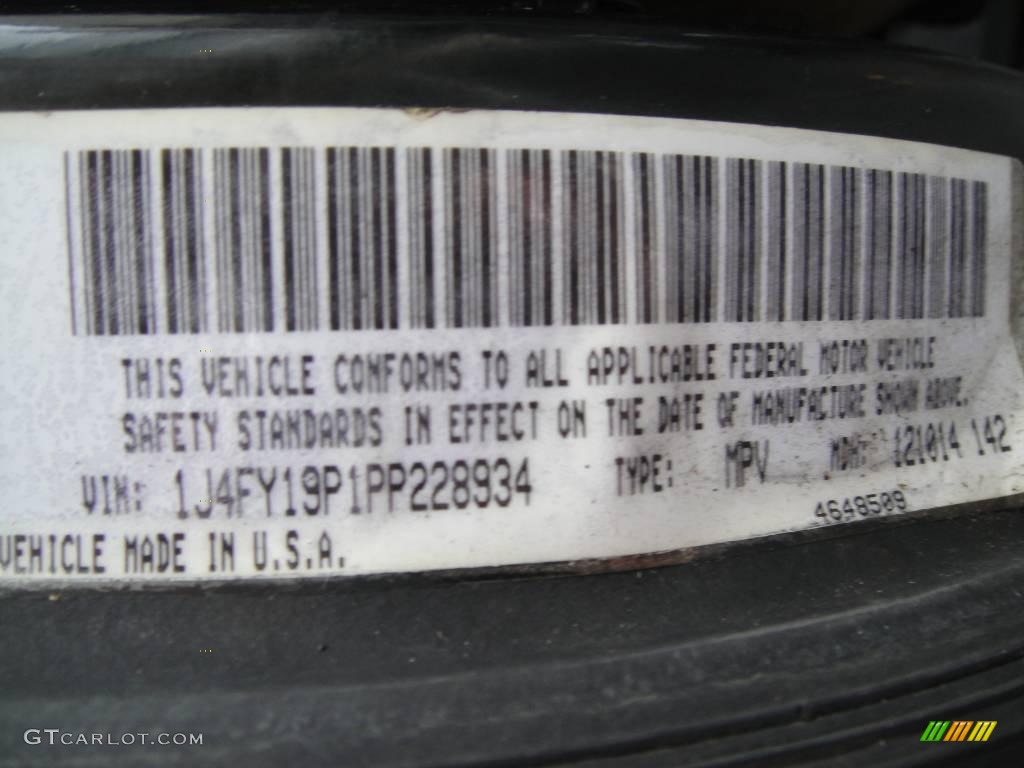 THIS VEHICLE CONFORMS TO ALL APPLICABLE FEDERAL MOTOR VEHICLE
SAFETY STANDARDS IN EFFECT ON THE DATE OF MANUFACTURE SHOWN ABOVE.
VIN: 1J4FY19P1PP228934 TYPE: MPV MDH: 121014 142
4648509
VEHICLE MADE IN U.S.A.
GTCARLOT.COM